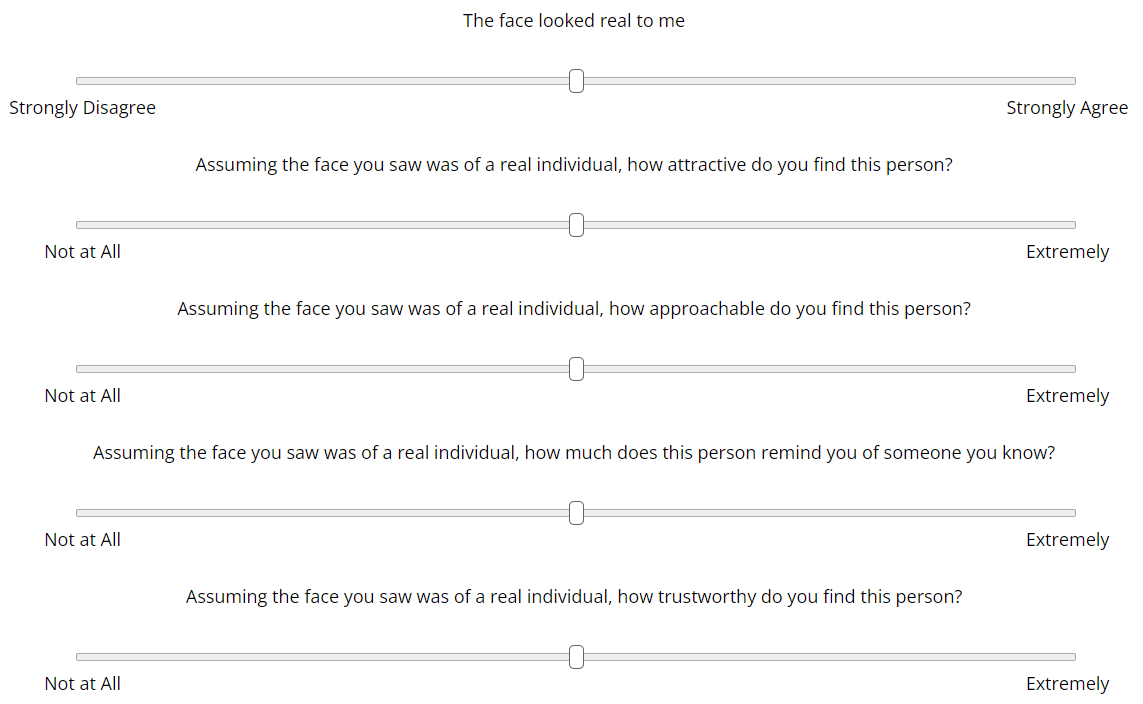 The face looked real to me
Strongly Disagree
Strongly Agree
Assuming the face you saw was of a real individual, how attractive do you find this person?
Not at All
Extremely
Assuming the face you saw was of a real individual, how approachable do you find this person?
Not at All
Extremely
Assuming the face you saw was of a real individual, how much does this person remind you of someone you know?
Not at All
Extremely
Assuming the face you saw was of a real individual, how trustworthy do you find this person?
Not at All
Extremely